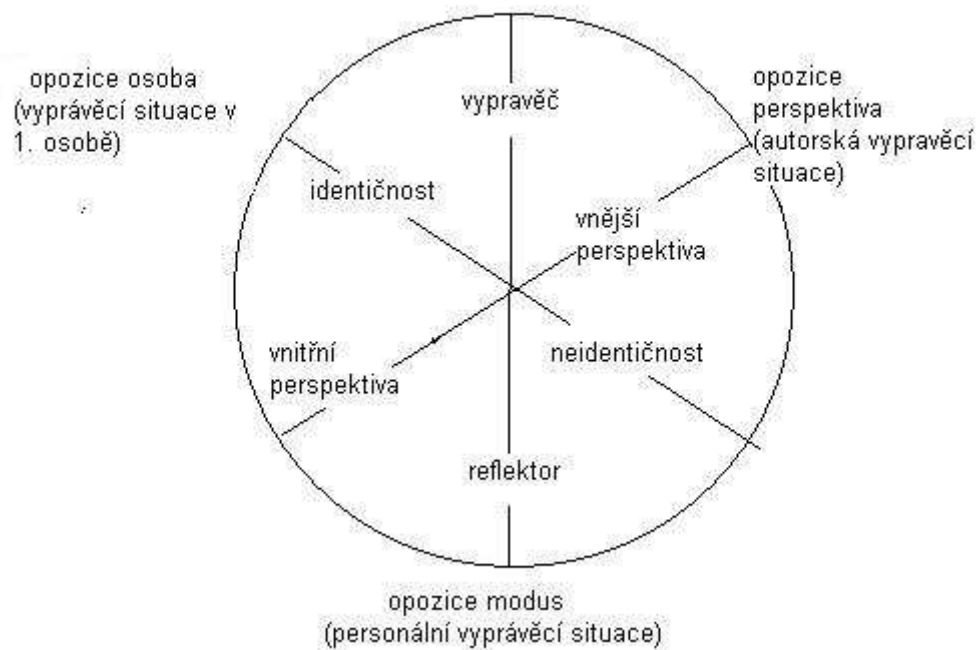 opozice osoba
(vyprávěcí situace v
1. osobě)
vypravěč
opozice
perspektiva
(autorská vypravěcí
situace)
identičnost
vnější
perspektiva
vnitřní
perspektiva
neidentičnost
reflektor
opozice modus
(personální vyprávěcí situace)